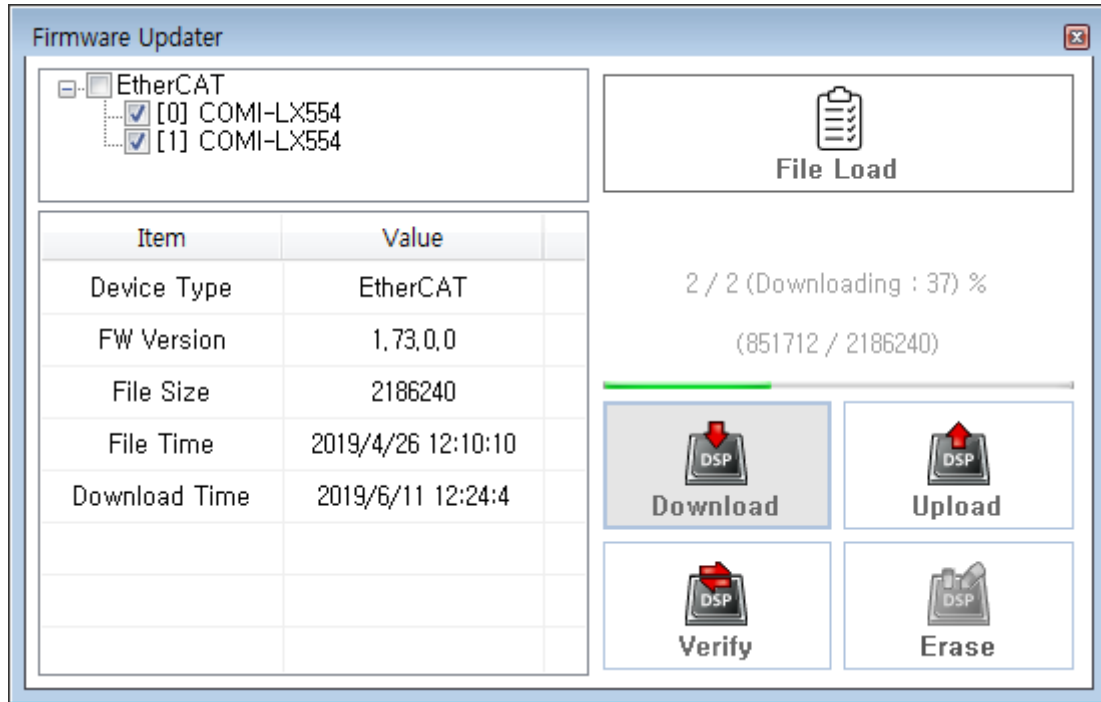 Firmware Updater
EtherCAT
[0] COMI-LX554
[1] COMI-LX554
File Load
Item Value
Device Type EtherCAT
FW Version 1,73,0,0
File Size 2186240
File Time 2019/4/26 12:10:10
Download Time 2019/6/11 12:24:4
2 / 2 (Downloading : 37) %
(851712 / 2186240)
DSP
Download
DSP
Upload
DSP
Verify
DSP
Erase